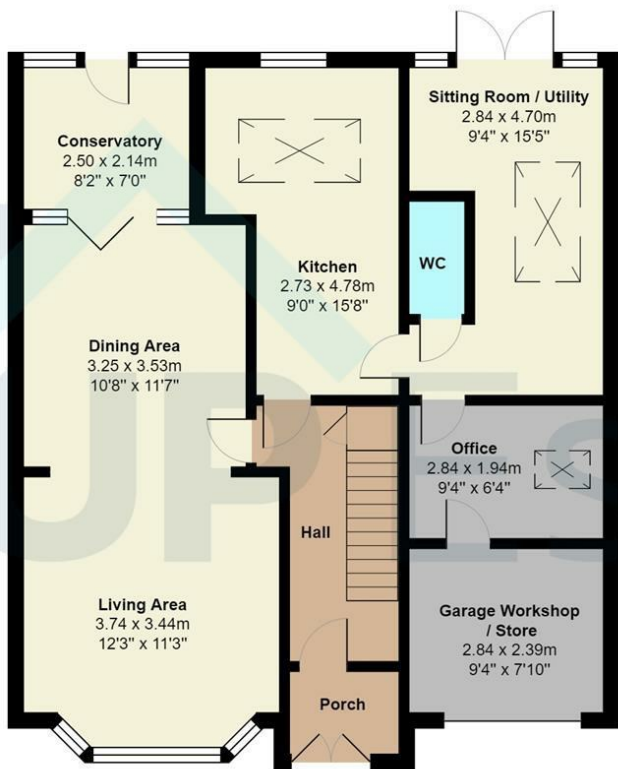 Conservatory
2.50 x 2.14m
8'2" x 7'0"
Sitting Room / Utility
2.84 x 4.70m
9'4" x 15'5"
WC
Kitchen
2.73 x 4.78m
9'0" x 15'8"
Dining Area
3.25 x 3.53m
10'8" x 11'7"
Office
2.84 x 1.94m
9'4" x 6'4"
Hall
Living Area
3.74 x 3.44m
12'3" x 11'3"
Garage Workshop
/ Store
2.84 x 2.39m
9'4" x 7'10"
Porch
UPES